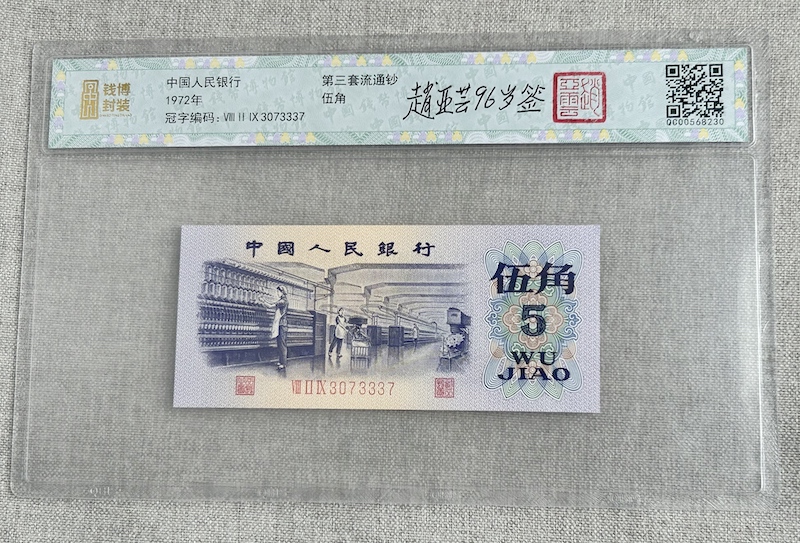 钱博
封装
中国人民银行
1972年
冠字编码: VIII II IX 3073337
第三套流通钞
伍角
趙亚芸96岁签
QC00568230
中國人民銀行
伍角
5
WU
JIAO
VIII II IX 3073337